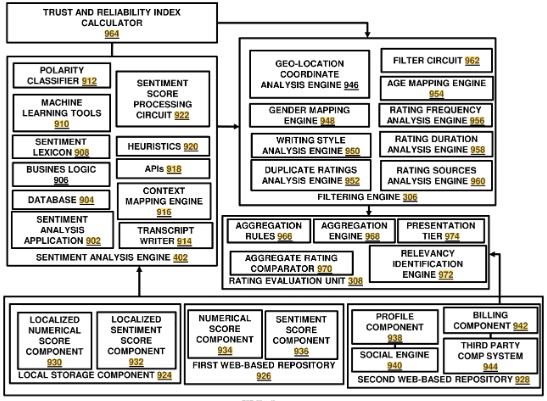 TRUST AND RELIABILITY INDEX
CALCULATOR
964
POLARITY
CLASSIFIER 912
MACHINE
LEARNING TOOLS
910
SENTIMENT
LEXICON 908
BUSINES LOGIC
906
DATABASE 904
SENTIMENT
ANALYSIS
APPLICATION 902
SENTIMENT
SCORE
PROCESSING
CIRCUIT 922
HEURISTICS 920
APIs 918
CONTEXT
MAPPING ENGINE
916
TRANSCRIPT
WRITER 914
SENTIMENT ANALYSIS ENGINE 402
GEO-LOCATION
COORDINATE
ANALYSIS ENGINE 946
GENDER MAPPING
ENGINE 948
WRITING STYLE
ANALYSIS ENGINE 950
DUPLICATE RATINGS
ANALYSIS ENGINE 952
FILTER CIRCUIT 962
AGE MAPPING ENGINE
954
RATING FREQUENCY
ANALYSIS ENGINE 956
RATING DURATION
ANALYSIS ENGINE 958
RATING SOURCES
ANALYSIS ENGINE 960
FILTERING ENGINE 306
AGGREGATION
RULES 966
AGGREGATION
ENGINE 968
PRESENTATION
TIER 974
AGGREGATE RATING
COMPARATOR 970
RELEVANCY
IDENTIFICATION
ENGINE 972
RATING EVALUATION UNIT 308
LOCALIZED
NUMERICAL
SCORE
COMPONENT
930
LOCALIZED
SENTIMENT
SCORE
COMPONENT
932
LOCAL STORAGE COMPONENT 924
NUMERICAL
SCORE
COMPONENT
934
SENTIMENT
SCORE
COMPONENT
936
FIRST WEB-BASED REPOSITORY
926
PROFILE
COMPONENT
938
SOCIAL ENGINE
940
BILLING
COMPONENT 942
THIRD PARTY
COMP SYSTEM
944
SECOND WEB-BASED REPOSITORY 928